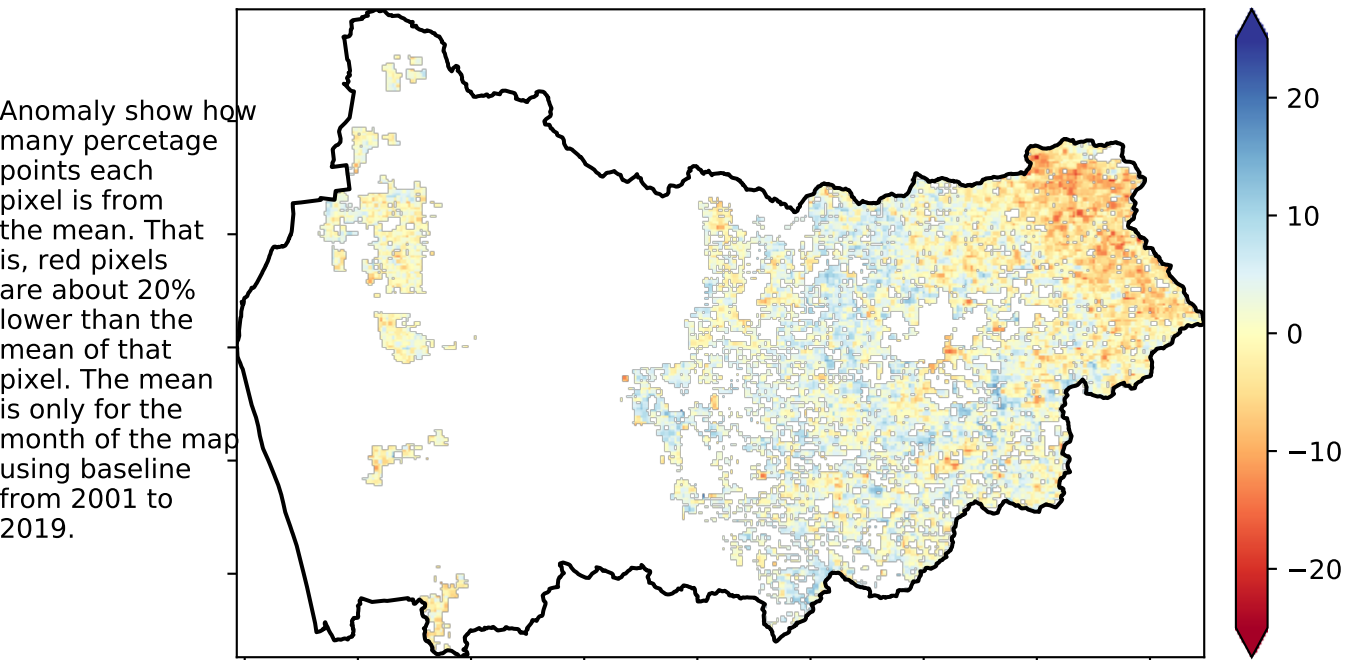 Anomaly show how
many percetage
points each
pixel is from
the mean. That
is, red pixels
are about 20%
lower than the
mean of that
pixel. The mean
is only for the
month of the map
using baseline
from 2001 to
2019.
20
10
0
−10
−20